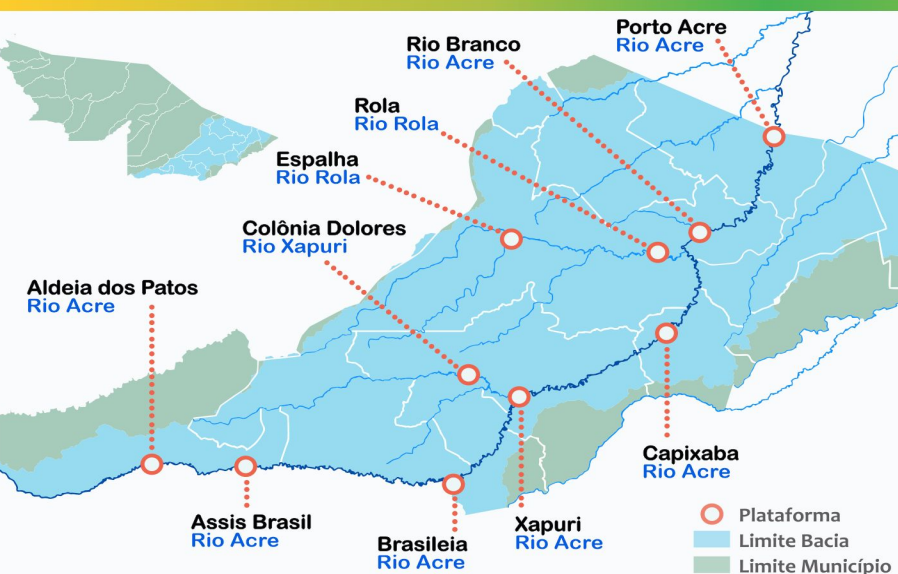 Porto Acre
Rio Acre
Rio Branco
Rio Acre
Rola
Rio Rola
Espalha
Rio Rola
Colônia Dolores
Rio Xapuri
Aldeia dos Patos
Rio Acre
Capixaba
Rio Acre
Assis Brasil
Rio Acre
Brasileia
Rio Acre
Xapuri
Rio Acre
Plataforma
Limite Bacia
Limite Município